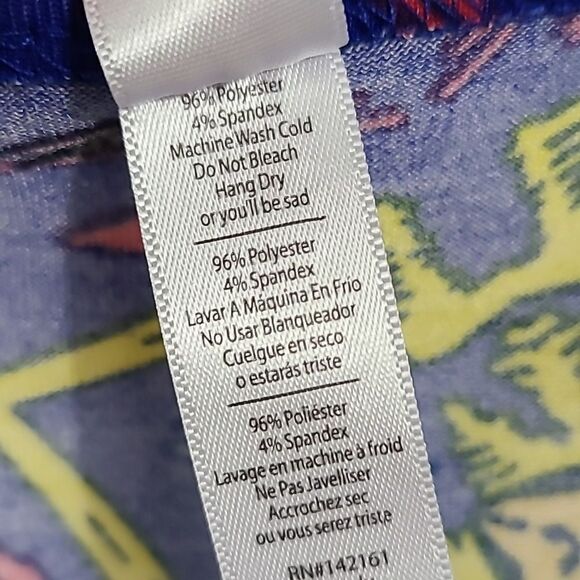 96% Polyester
4% Spandex
Machine Wash Cold
Do Not Bleach
Hang Dry
or you'll be sad
96% Polyester
4% Spandex
Lavar A Máquina En Frío
No Usar Blanqueador
Cuelgue en seco
o estarás triste
96% Poliéster
4% Spandex
Lavage en machine à froid
Ne Pas Javelliser
Accrochez sec
ou vous serez triste
RN#142161